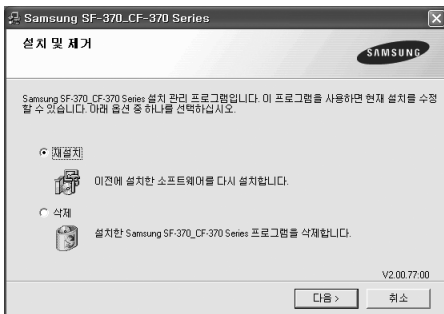 Samsung SF-370_CF-370 Series
설치 및 제거
SAMSUNG
Samsung SF-370_CF-370 Series 설치 관리 프로그램입니다. 이 프로그램을 사용하면 현재 설치를 수정
할 수 있습니다. 아래 옵션 중 하나를 선택하십시오.
재설치
이전에 설치한 소프트웨어를 다시 설치합니다.
삭제
설치한 Samsung SF-370_CF-370 Series 프로그램을 삭제합니다.
V2.00.77:00
다음 >
취소